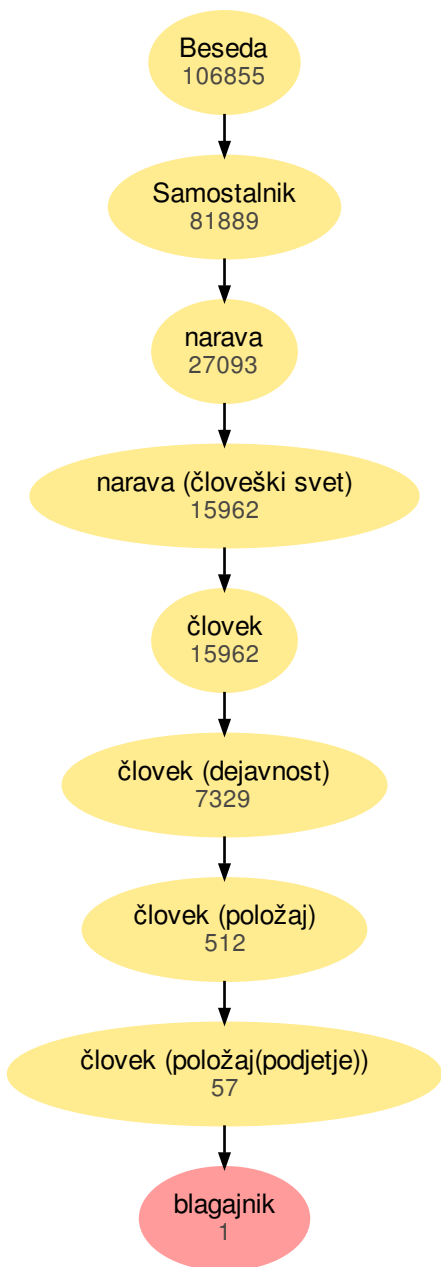 Beseda
106855
Samostalnik
81889
narava
27093
narava (človeški svet)
15962
človek
15962
človek (dejavnost)
7329
človek (položaj)
512
človek (položaj(podjetje))
57
blagajnik
1